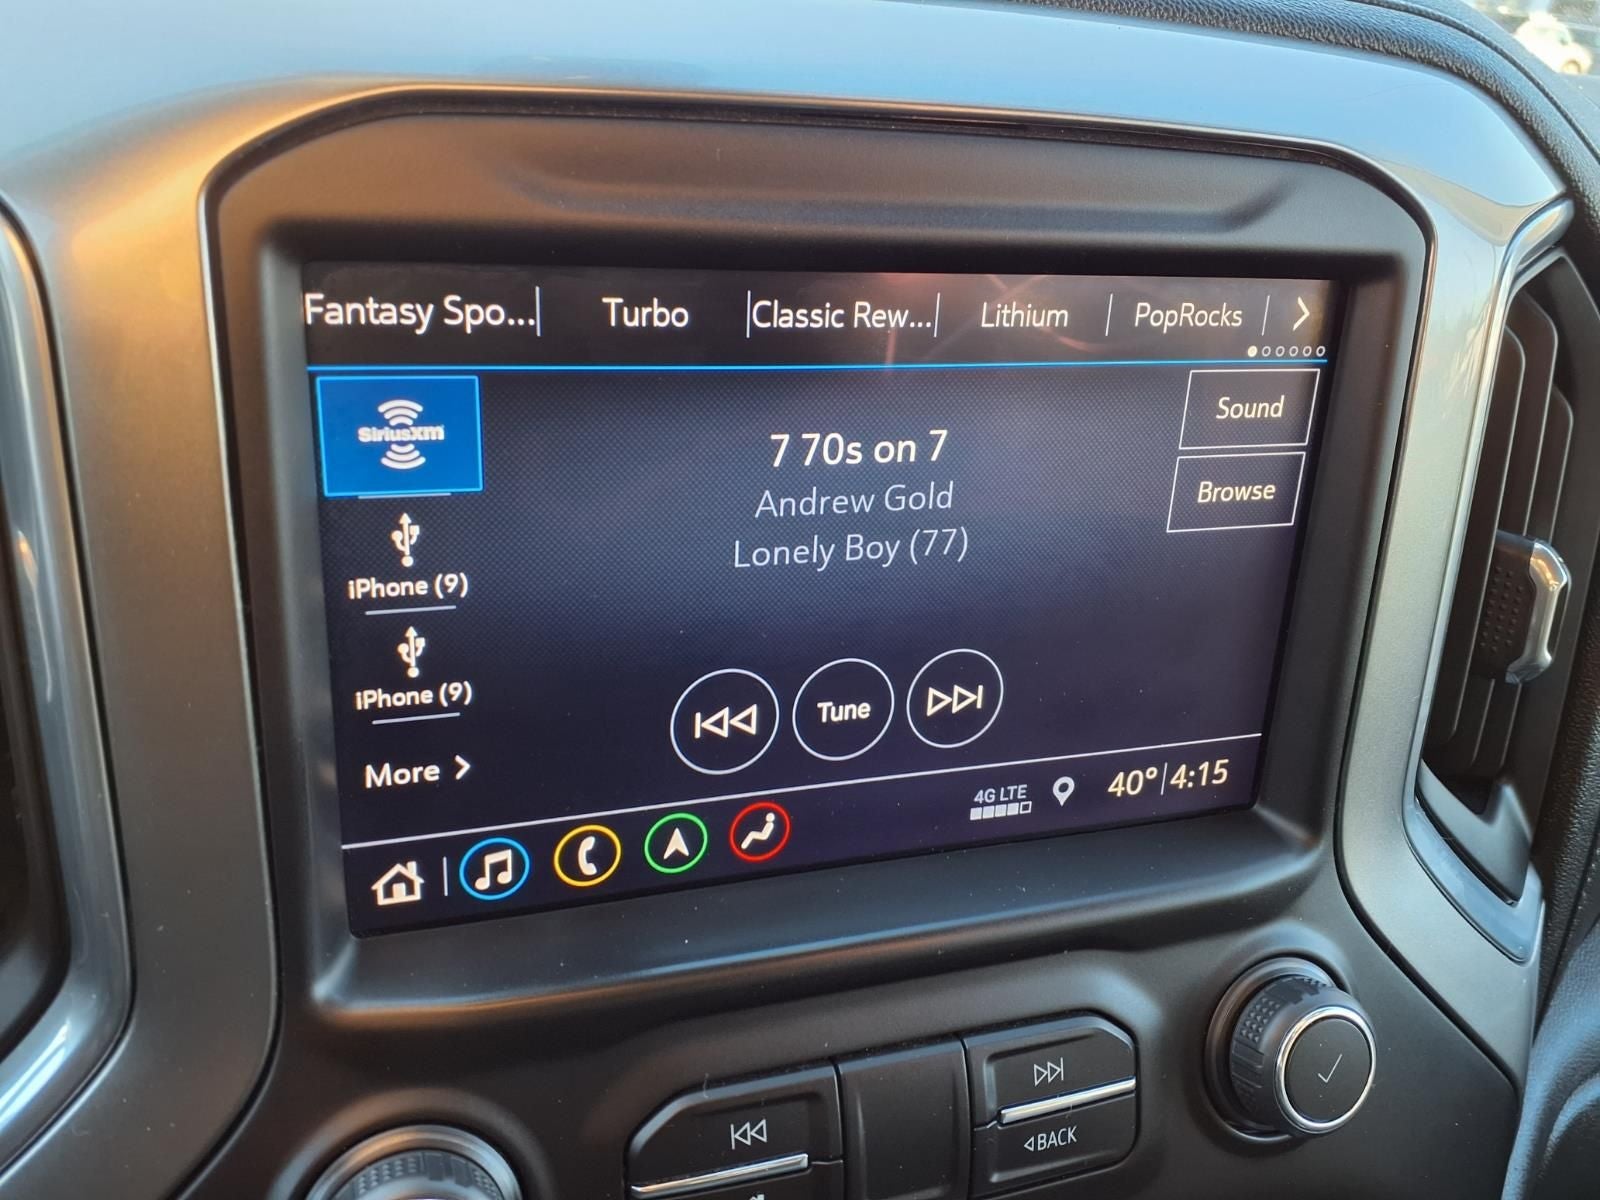 Fantasy Spo... Turbo Classic Rew... Lithium PopRocks
SiriusXM
iPhone (9)
iPhone (9)
More
7 70s on 7
Andrew Gold
Lonely Boy (77)
Sound
Browse
Tune
4G LTE
40° 4:15
BACK